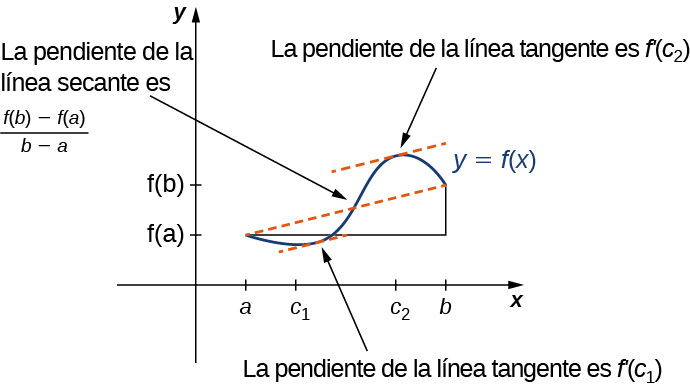 y
La pendiente de la
línea secante es
f(b) − f(a)
b − a
La pendiente de la línea tangente es f′(c₂)
y = f(x)
f(b)
f(a)
a
c₁
c₂
b
x
La pendiente de la línea tangente es f′(c₁)